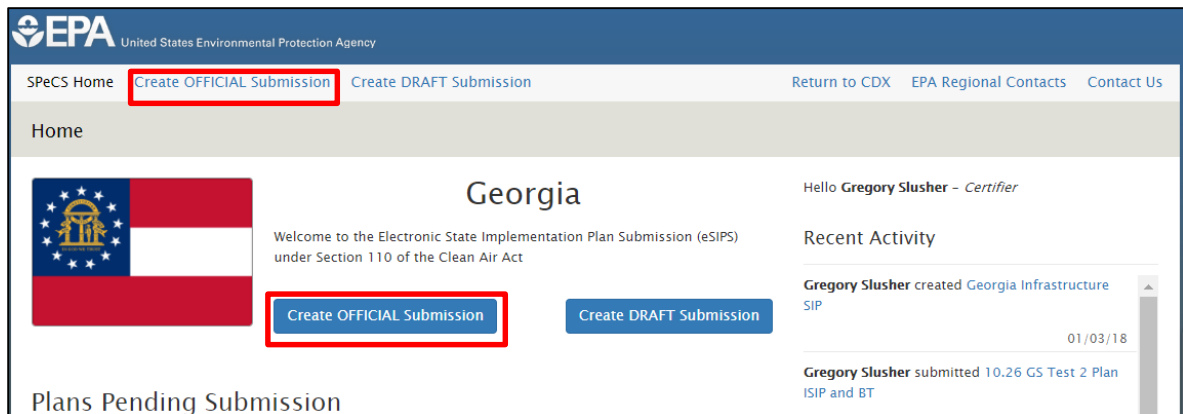 EPA United States Environmental Protection Agency
SPeCS Home Create OFFICIAL Submission Create DRAFT Submission Return to CDX EPA Regional Contacts Contact Us
Home
Georgia
Welcome to the Electronic State Implementation Plan Submission (eSIPS)
under Section 110 of the Clean Air Act
Create OFFICIAL Submission Create DRAFT Submission
Plans Pending Submission
Hello Gregory Slusher – Certifier
Recent Activity
Gregory Slusher created Georgia Infrastructure
SIP
01/03/18
Gregory Slusher submitted 10.26 GS Test 2 Plan
ISIP and BT